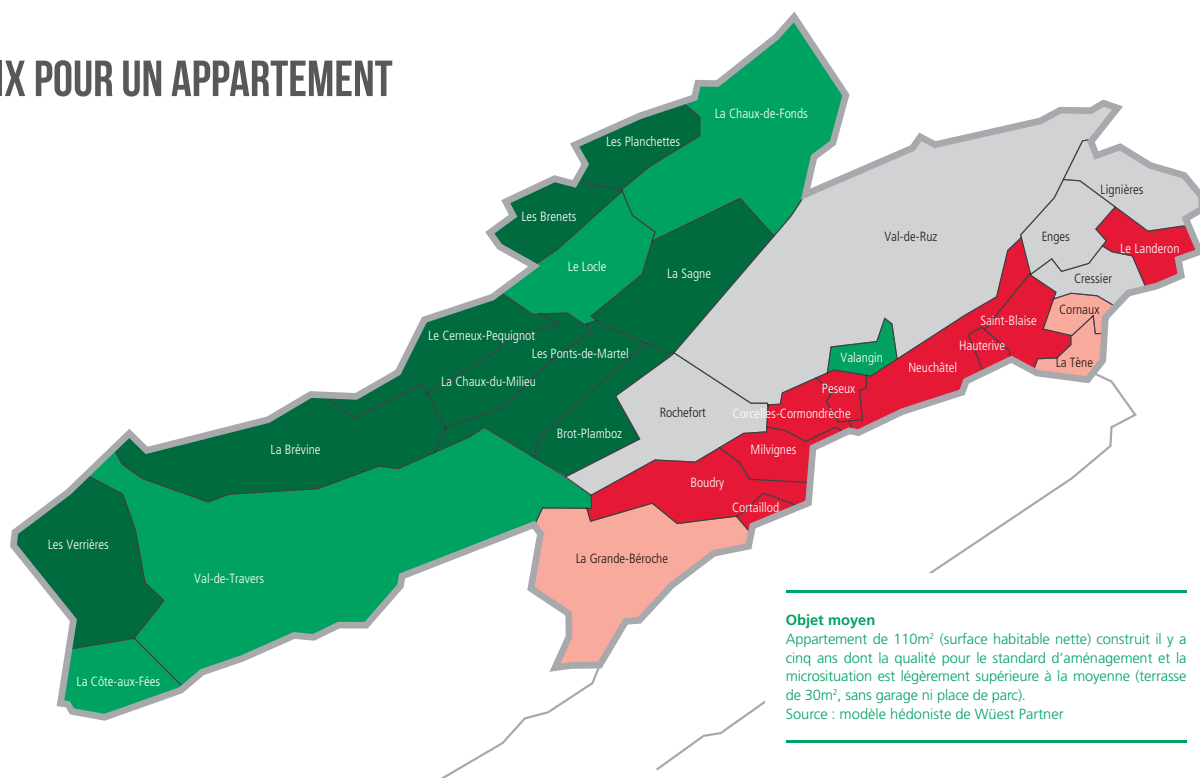 IX POUR UN APPARTEMENT
La Chaux-de-Fonds
Les Planchettes
Lignières
Les Brenets
Val-de-Ruz
Enges
Le Landeron
Le Locle
La Sagne
Cressier
Cornaux
Saint-Blaise
Le Cerneux-Pequignot
Hauterive
Les Ponts-de-Martel
Valangin
La Tène
Neuchâtel
La Chaux-du-Milieu
Peseux
Rochefort
Corcelles-Cormondrèche
Brot-Plamboz
La Brévine
Milvignes
Boudry
Cortaillod
Les Verrières
La Grande-Béroche
Val-de-Travers
La Côte-aux-Fées
Objet moyen
Appartement de 110m² (surface habitable nette) construit il y a
cinq ans dont la qualité pour le standard d'aménagement et la
microsituation est légèrement supérieure à la moyenne (terrasse
de 30m², sans garage ni place de parc).
Source : modèle hédoniste de Wüest Partner